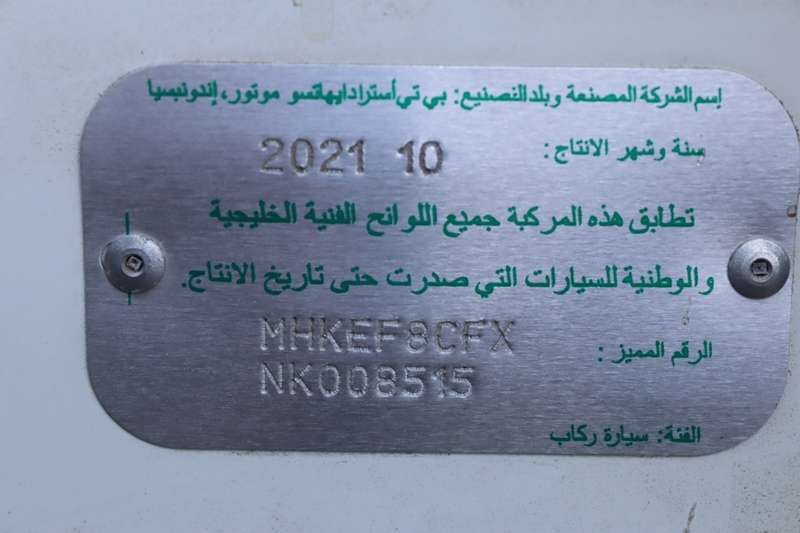 إسم الشركة المصنعة وبلد التصنيع: بي تي أسترا دايهاتسو موتور، إندونيسيا
سنة وشهر الانتاج: 2021 10
تطابق هذه المركبة جميع اللوائح الفنية الخليجية
والوطنية للسيارات التي صدرت حتى تاريخ الانتاج.
الرقم المميز: MHKEF8CFX
NK008515
الفئة: سيارة ركاب